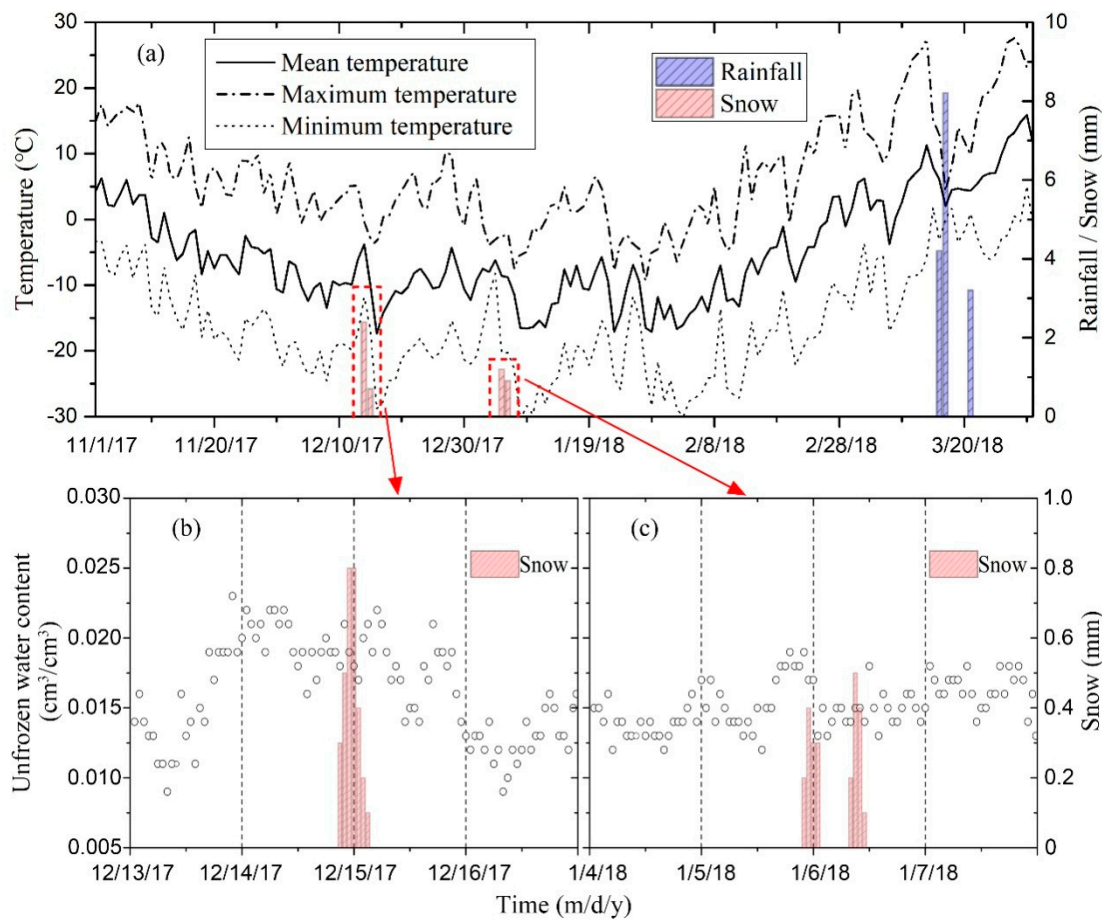 (a)
Mean temperature
Maximum temperature
Minimum temperature
Rainfall
Snow
Temperature (℃)
30
20
10
0
-10
-20
-30
Rainfall / Snow (mm)
10
8
6
4
2
0
11/1/17 11/20/17 12/10/17 12/30/17 1/19/18 2/8/18 2/28/18 3/20/18
(b)
Snow
Unfrozen water content
(cm³/cm³)
0.030
0.025
0.020
0.015
0.010
0.005
12/13/17 12/14/17 12/15/17 12/16/17
(c)
Snow
Snow (mm)
1.0
0.8
0.6
0.4
0.2
0
1/4/18 1/5/18 1/6/18 1/7/18
Time (m/d/y)